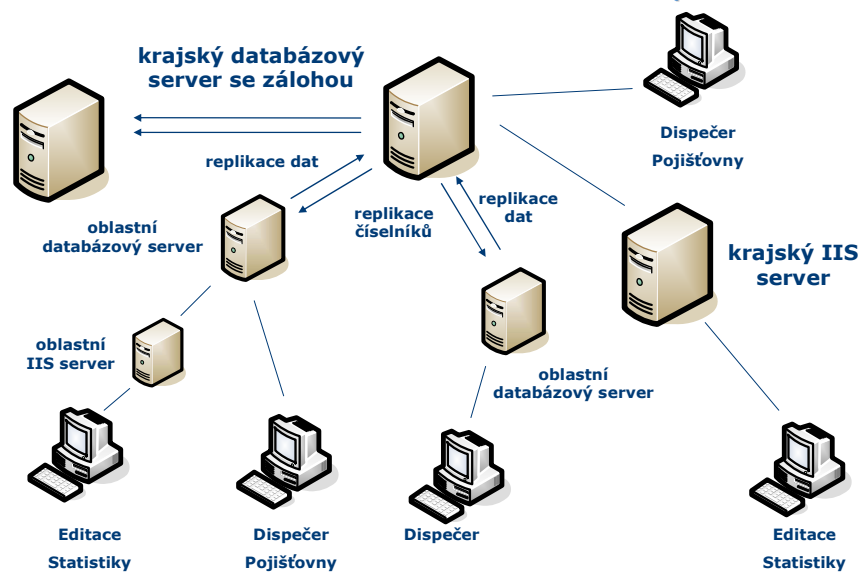 krajský databázový
server se zálohou
Dispečer
Pojišťovny
replikace dat
replikace
dat
replikace
číselníků
oblastní
databázový server
krajský IIS
server
oblastní
IIS server
oblastní
databázový server
Editace
Statistiky
Dispečer
Pojišťovny
Dispečer
Editace
Statistiky